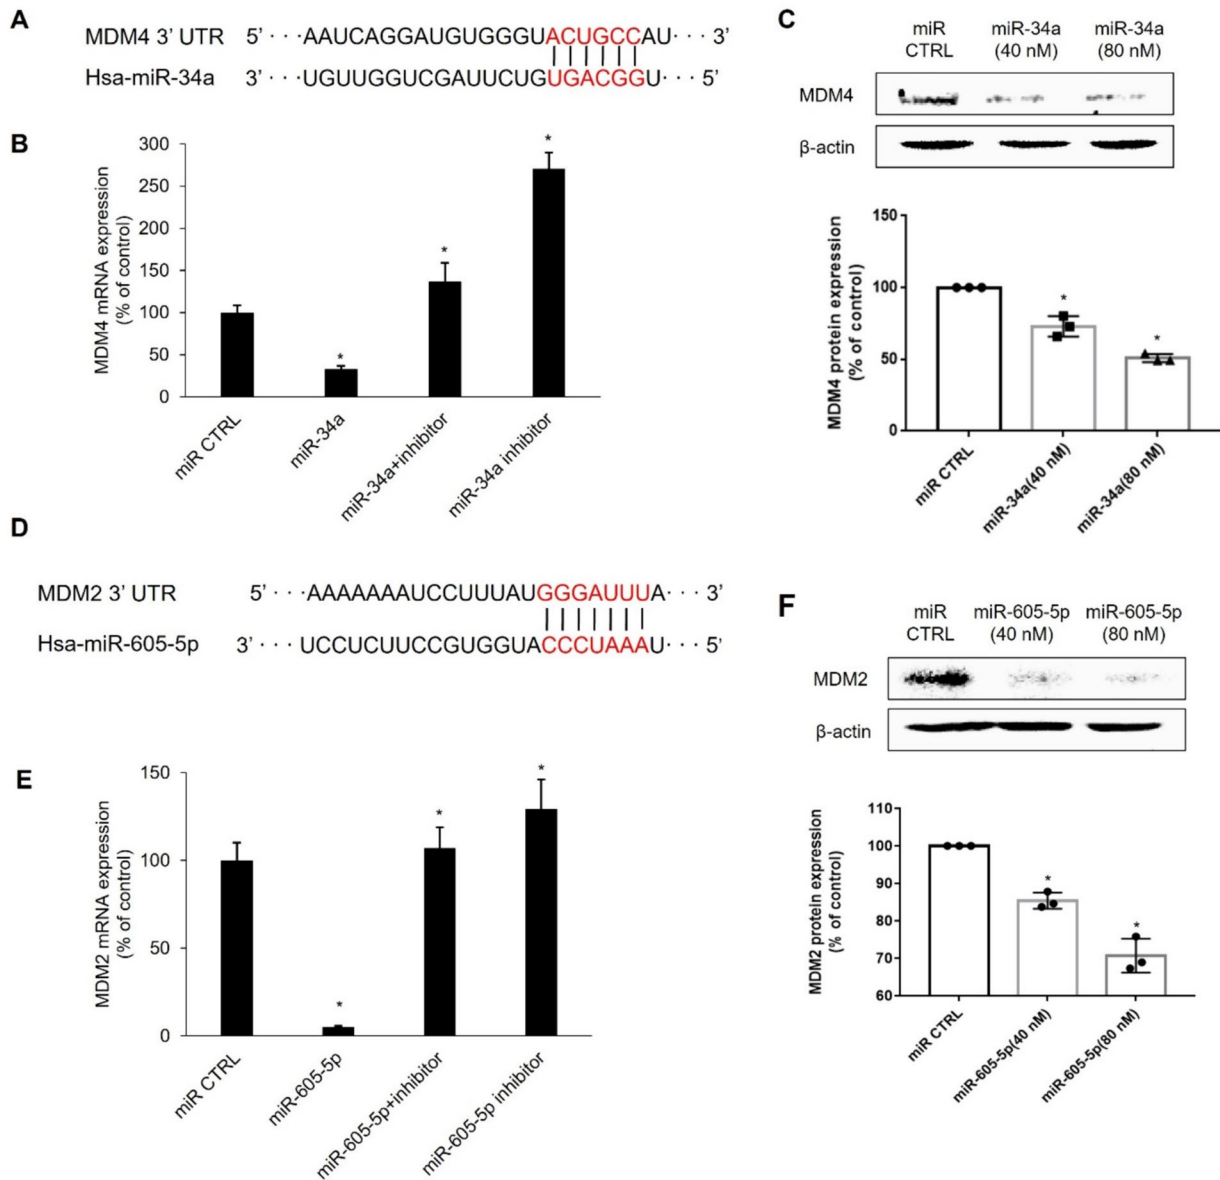 A
MDM4 3' UTR 5' ··· AAUCAGGAUGUGGGUACUGCCAU ··· 3'
Hsa-miR-34a 3' ··· UGUUGGUCGAUUCUGUGACGGU ··· 5'
B
MDM4 mRNA expression
(% of control)
300
250
200
150
100
50
0
*
*
*
miR CTRL
miR-34a
miR-34a+inhibitor
miR-34a inhibitor
C
miR
CTRL
miR-34a
(40 nM)
miR-34a
(80 nM)
MDM4
β-actin
MDM4 protein expression
(% of control)
150
100
50
0
*
*
miR CTRL
miR-34a(40 nM)
miR-34a(80 nM)
D
MDM2 3' UTR 5' ··· AAAAAAAUCCUUUAUGGGAUUUA ··· 3'
Hsa-miR-605-5p 3' ··· UCCUCUUCCGUGGUACCCUAAAU ··· 5'
E
MDM2 mRNA expression
(% of control)
150
100
50
0
*
*
*
miR CTRL
miR-605-5p
miR-605-5p+inhibitor
miR-605-5p inhibitor
F
miR
CTRL
miR-605-5p
(40 nM)
miR-605-5p
(80 nM)
MDM2
β-actin
MDM2 protein expression
(% of control)
110
100
90
80
70
60
*
*
miR CTRL
miR-605-5p(40 nM)
miR-605-5p(80 nM)